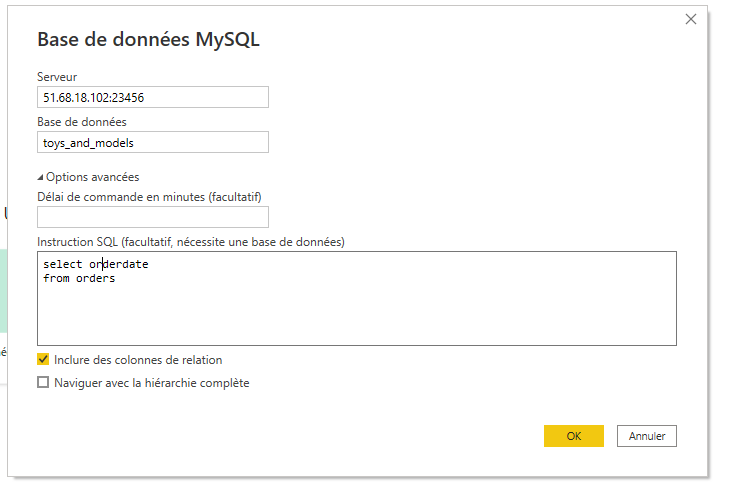 Base de données MySQL
Serveur
51.68.18.102:23456
Base de données
toys_and_models
Options avancées
Délai de commande en minutes (facultatif)
Instruction SQL (facultatif, nécessite une base de données)
select orderdate
from orders
Inclure des colonnes de relation
Naviguer avec la hiérarchie complète
OK
Annuler